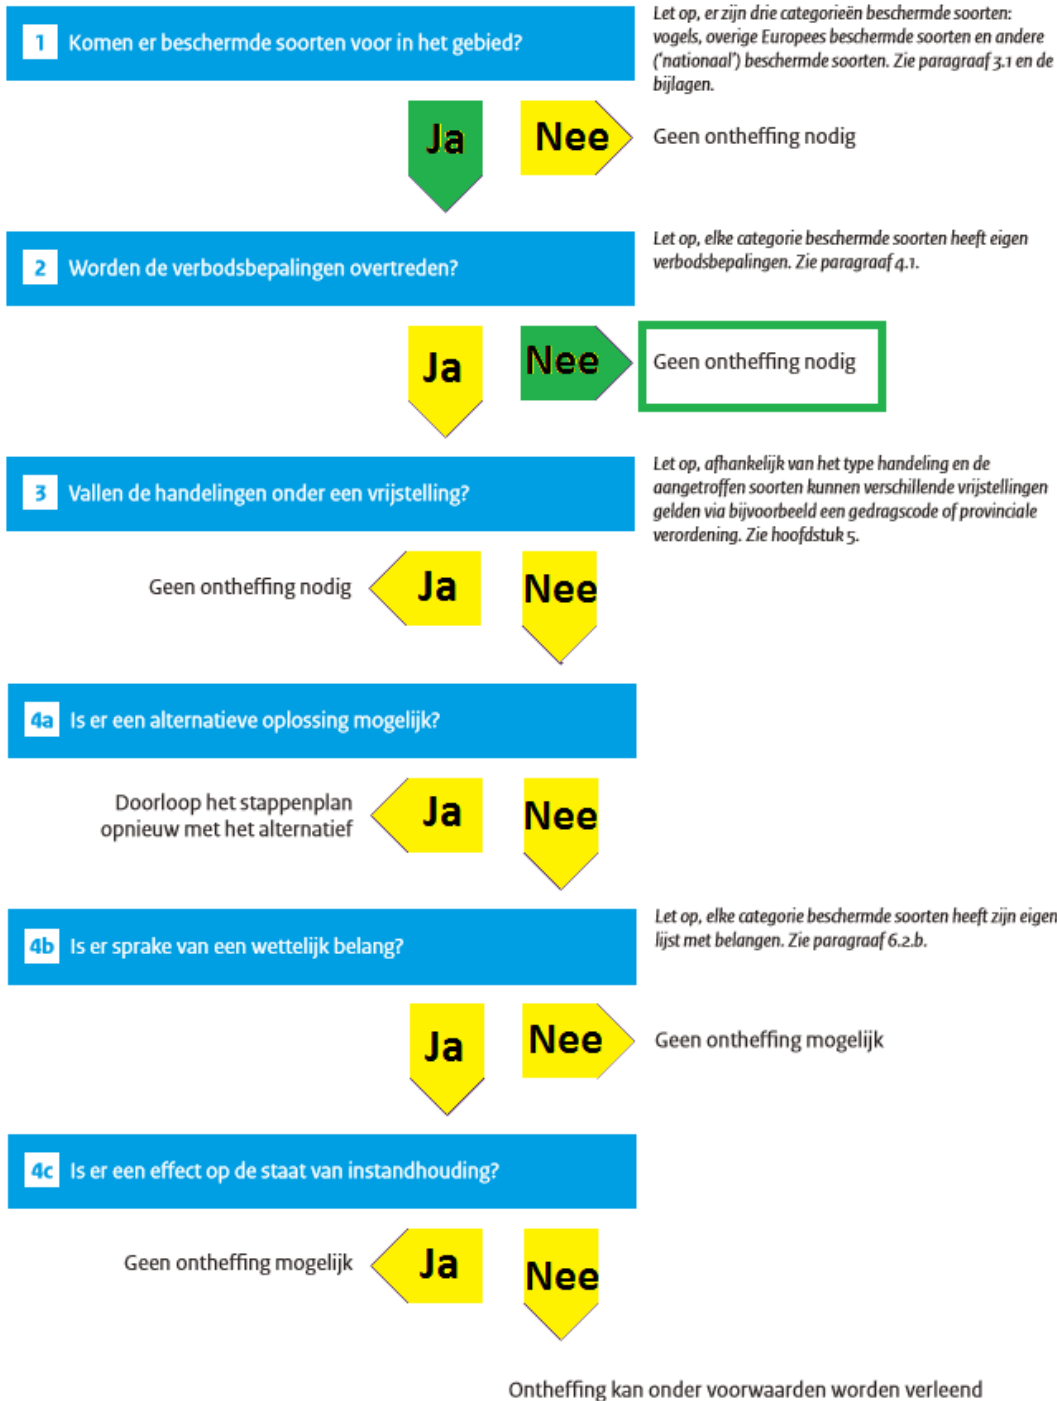 1 Komen er beschermde soorten voor in het gebied?
Let op, er zijn drie categorieën beschermde soorten:
vogels, overige Europees beschermde soorten en andere
('nationaal') beschermde soorten. Zie paragraaf 3.1 en de
bijlagen.
Ja
Nee
Geen ontheffing nodig
2 Worden de verbodsbepalingen overtreden?
Let op, elke categorie beschermde soorten heeft eigen
verbodsbepalingen. Zie paragraaf 4.1.
Ja
Nee
Geen ontheffing nodig
3 Vallen de handelingen onder een vrijstelling?
Let op, afhankelijk van het type handeling en de
aangetroffen soorten kunnen verschillende vrijstellingen
gelden via bijvoorbeeld een gedragscode of provinciale
verordening. Zie hoofdstuk 5.
Geen ontheffing nodig
Ja
Nee
4a Is er een alternatieve oplossing mogelijk?
Doorloop het stappenplan
opnieuw met het alternatief
Ja
Nee
4b Is er sprake van een wettelijk belang?
Let op, elke categorie beschermde soorten heeft zijn eigen
lijst met belangen. Zie paragraaf 6.2.b.
Ja
Nee
Geen ontheffing mogelijk
4c Is er een effect op de staat van instandhouding?
Geen ontheffing mogelijk
Ja
Nee
Ontheffing kan onder voorwaarden worden verleend